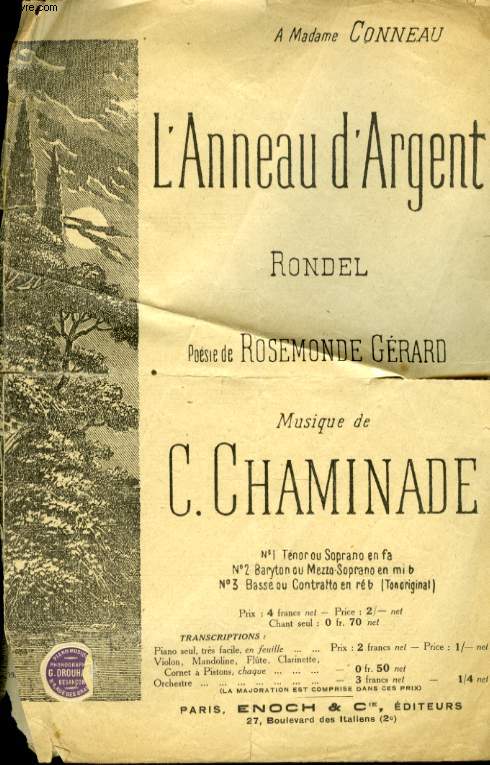 A Madame CONNEAU
L'Anneau d'Argent
RONDEL
Poésie de ROSEMONDE GÉRARD
Musique de
C. CHAMINADE
N°1 Ténor ou Soprano en fa
N°2 Baryton ou Mezzo-Soprano en mi b
N°3 Basse ou Contralto en ré b (Ton original)
Prix : 4 francs net — Price : 2/— net
Chant seul : 0 fr. 70 net
TRANSCRIPTIONS :
Piano seul, très facile, en feuille ... ... Prix : 2 francs net — Price : 1/— net
Violon, Mandoline, Flûte, Clarinette,
Cornet à Pistons, chaque ... ... ... — 0 fr. 50 net
Orchestre ... ... ... ... ... ... ... — 3 francs net — 1/4 net
(LA MAJORATION EST COMPRISE DANS CES PRIX)
PARIS, ENOCH & CIE, ÉDITEURS
27, Boulevard des Italiens (2e)
PIANO MUSIQUE
PHONOGRAPH
G. DROUHA
BESANÇON